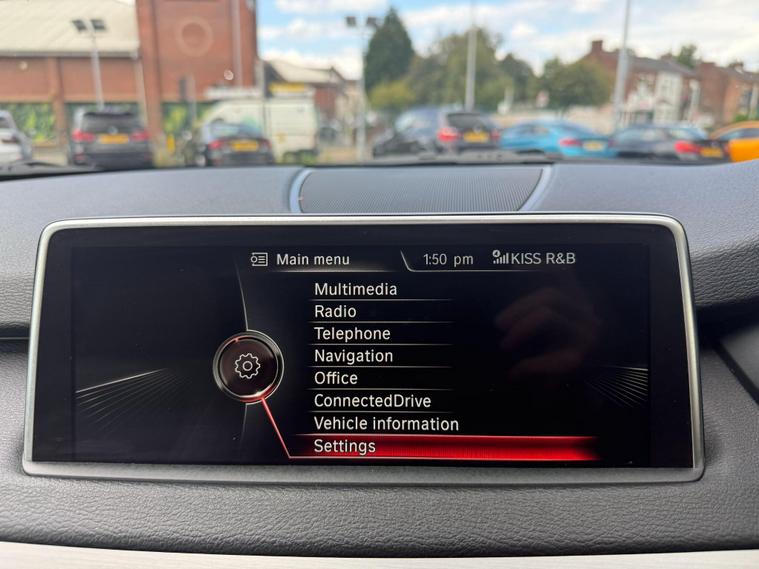 Main menu
1:50 pm
KISS R&B
Multimedia
Radio
Telephone
Navigation
Office
ConnectedDrive
Vehicle information
Settings